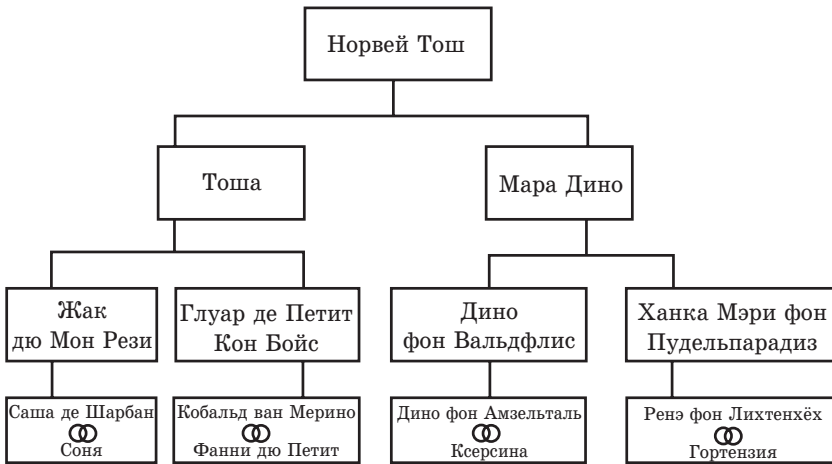 Норвей Тош
Тоша
Мара Дино
Жак
дю Мон Рези
Глуар де Петит
Кон Бойс
Дино
фон Вальдфлис
Ханка Мэри фон
Пудельпарадиз
Саша де Шарбан
Соня
Кобальд ван Мерино
Фанни дю Петит
Дино фон Амзельталь
Ксерсина
Ренэ фон Лихтенхёх
Гортензия